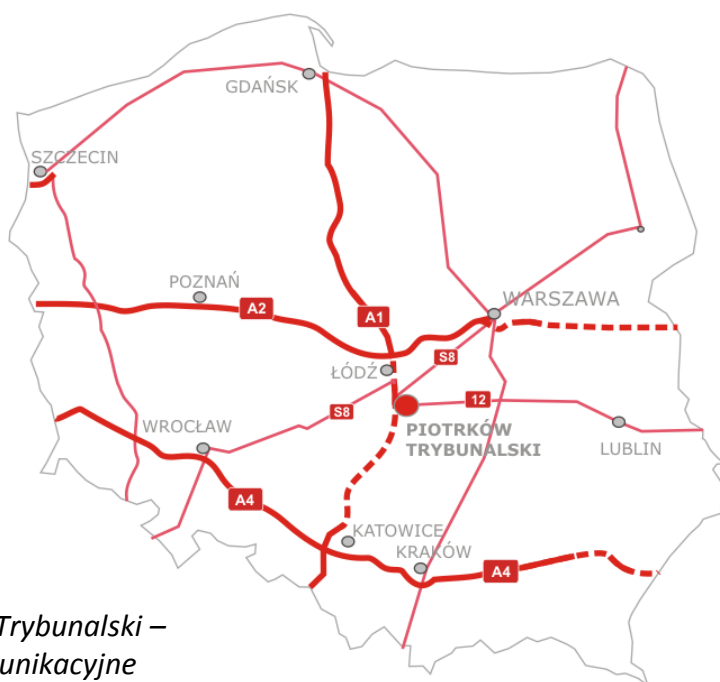 GDAŃSK
SZCZECIN
POZNAŃ
WARSZAWA
A2
A1
S8
ŁÓDŹ
12
S8
WROCŁAW
PIOTRKÓW
TRYBUNALSKI
LUBLIN
A4
KATOWICE
KRAKÓW
A4
Trybunalski –
unikacyjne